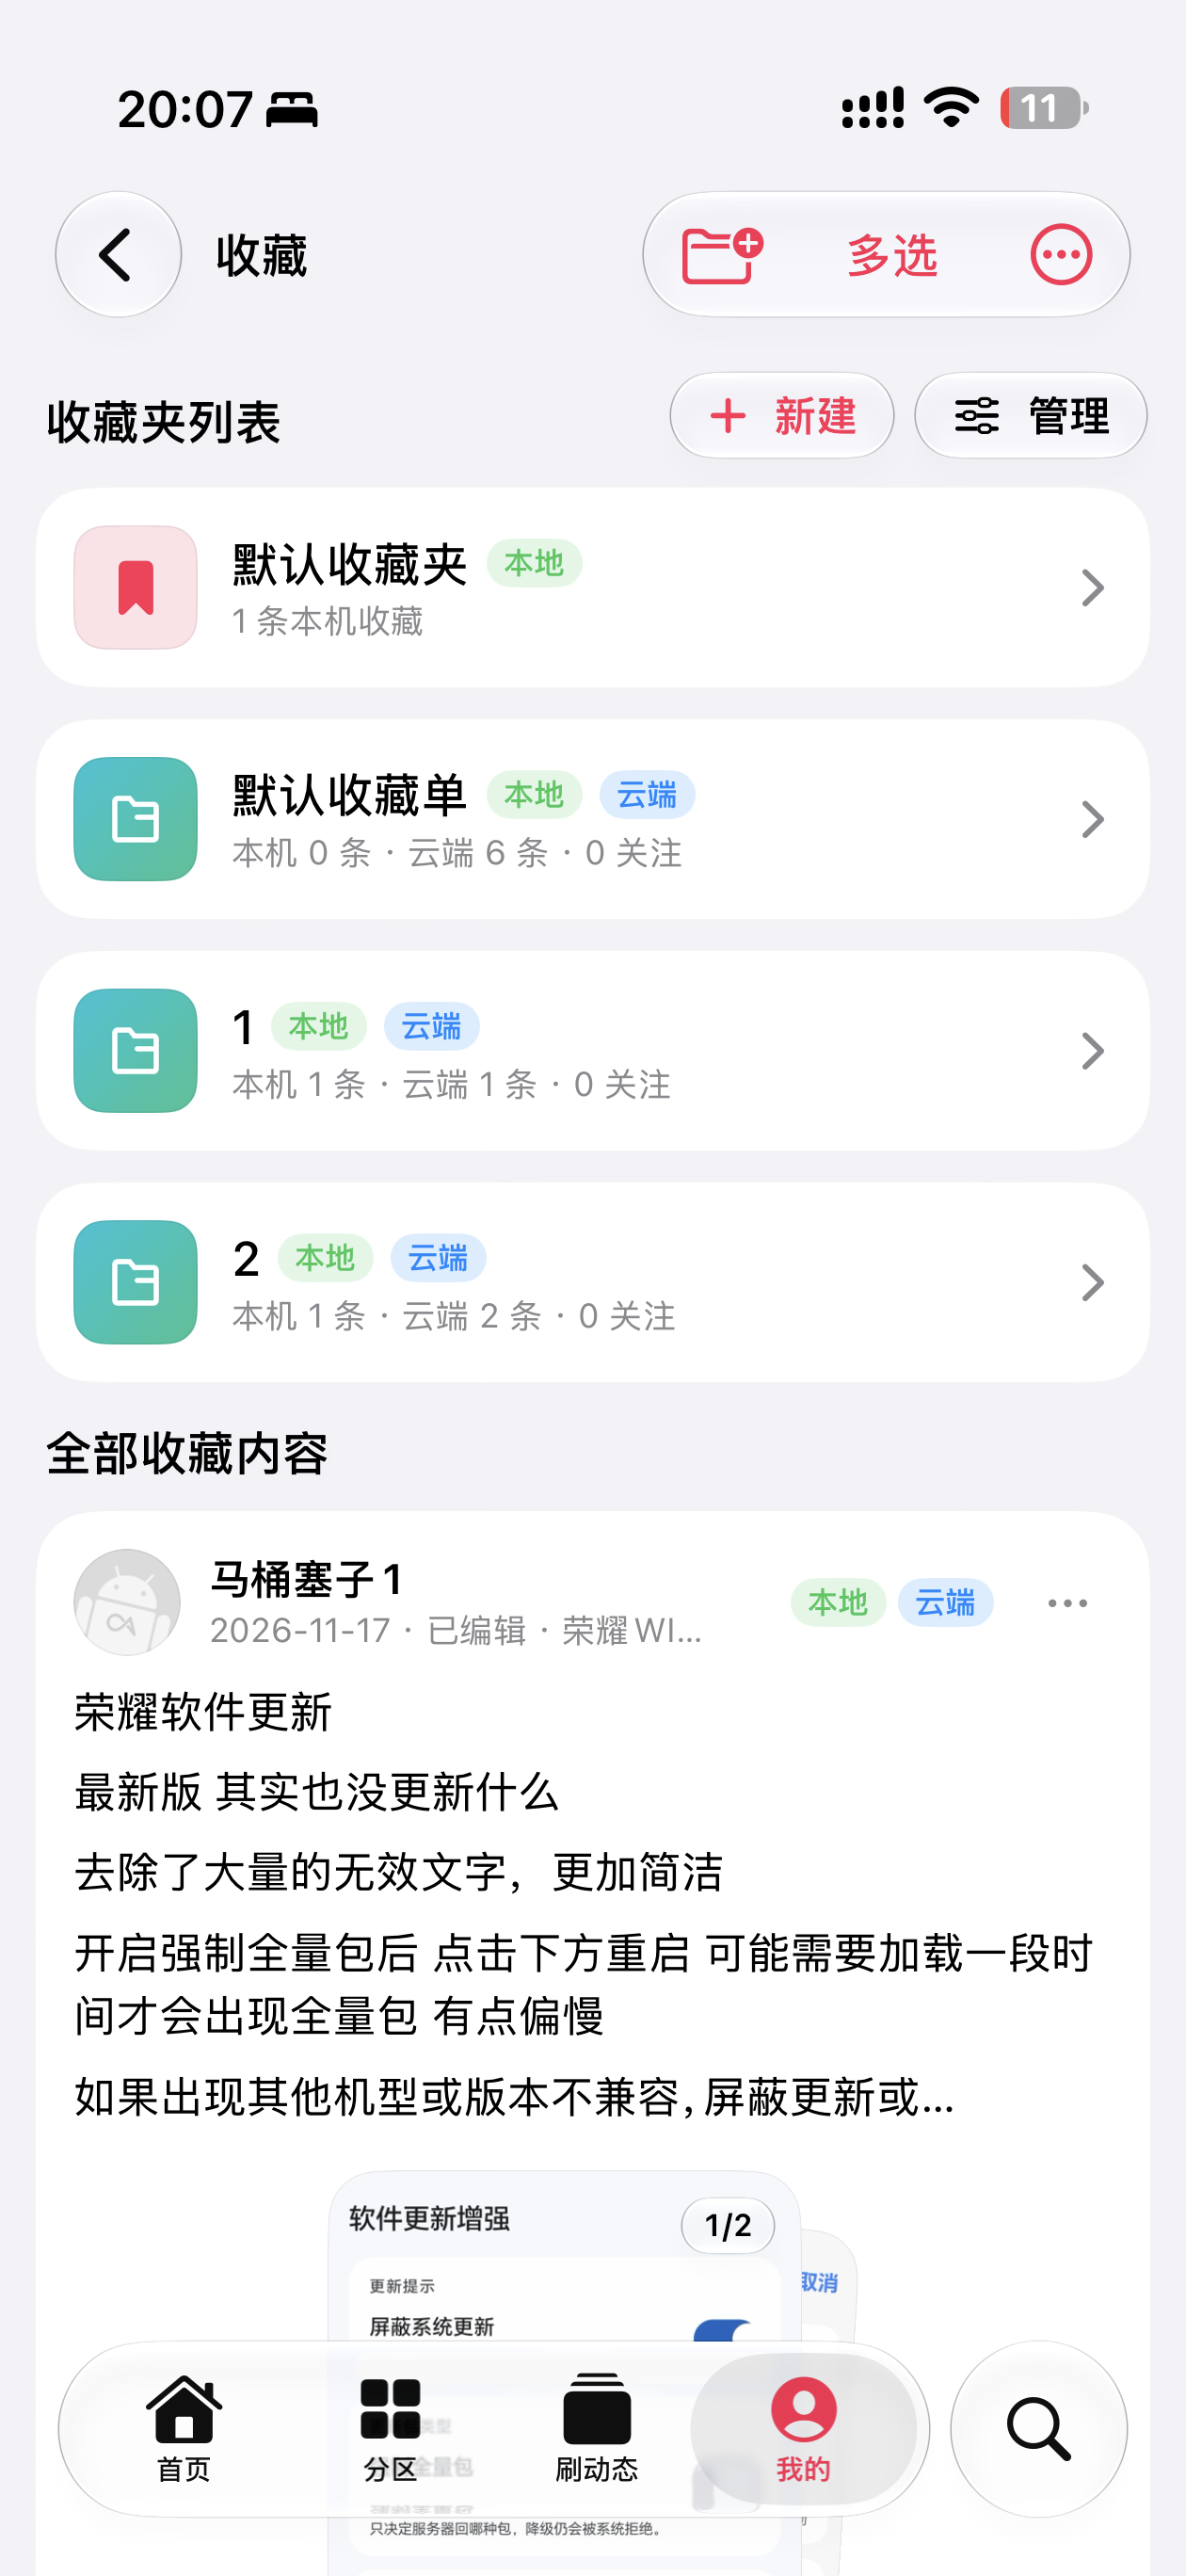 20:07
11
收藏
多选
收藏夹列表
新建
管理
默认收藏夹 本地
1 条本机收藏
默认收藏单 本地 云端
本机 0 条 · 云端 6 条 · 0 关注
1 本地 云端
本机 1 条 · 云端 1 条 · 0 关注
2 本地 云端
本机 1 条 · 云端 2 条 · 0 关注
全部收藏内容
马桶塞子1
本地 云端
2026-11-17 · 已编辑 · 荣耀 WI...
荣耀软件更新
最新版 其实也没更新什么
去除了大量的无效文字，更加简洁
开启强制全量包后 点击下方重启 可能需要加载一段时
间才会出现全量包 有点偏慢
如果出现其他机型或版本不兼容，屏蔽更新或...
软件更新增强
1/2
取消
更新提示
屏蔽系统更新
类型
全量包
首页
分区
刷动态
我的
只决定服务器回哪种包，降级仍会被系统拒绝。